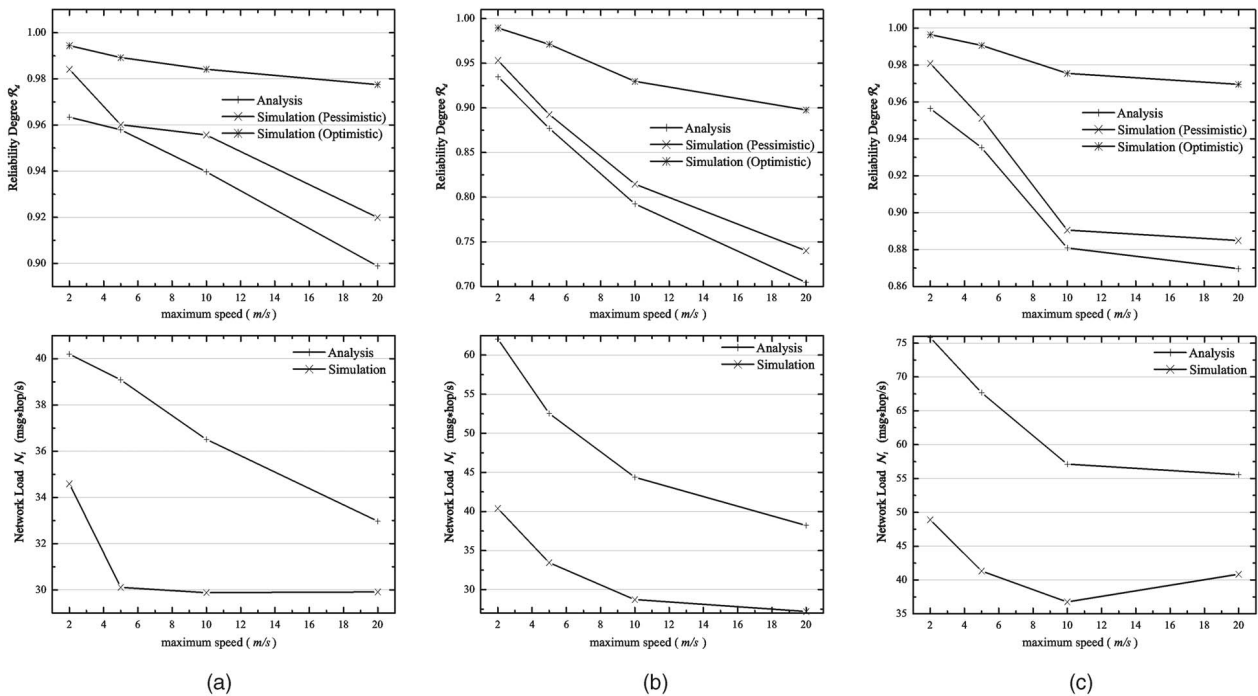 1.00
0.98
0.96
0.94
0.92
0.90
Reliability Degree ℛd
Analysis
Simulation (Pessimistic)
Simulation (Optimistic)
2 4 6 8 10 12 14 16 18 20
maximum speed ( m/s )
1.00
0.95
0.90
0.85
0.80
0.75
0.70
Reliability Degree ℛd
Analysis
Simulation (Pessimistic)
Simulation (Optimistic)
2 4 6 8 10 12 14 16 18 20
maximum speed ( m/s )
1.00
0.98
0.96
0.94
0.92
0.90
0.88
0.86
Reliability Degree ℛd
Analysis
Simulation (Pessimistic)
Simulation (Optimistic)
2 4 6 8 10 12 14 16 18 20
maximum speed ( m/s )
40
38
36
34
32
30
Network Load 𝒩l (msg*hop/s)
Analysis
Simulation
2 4 6 8 10 12 14 16 18 20
maximum speed ( m/s )
60
55
50
45
40
35
30
Network Load 𝒩l (msg*hop/s)
Analysis
Simulation
2 4 6 8 10 12 14 16 18 20
maximum speed ( m/s )
75
70
65
60
55
50
45
40
35
Network Load 𝒩l (msg*hop/s)
Analysis
Simulation
2 4 6 8 10 12 14 16 18 20
maximum speed ( m/s )
(a)
(b)
(c)